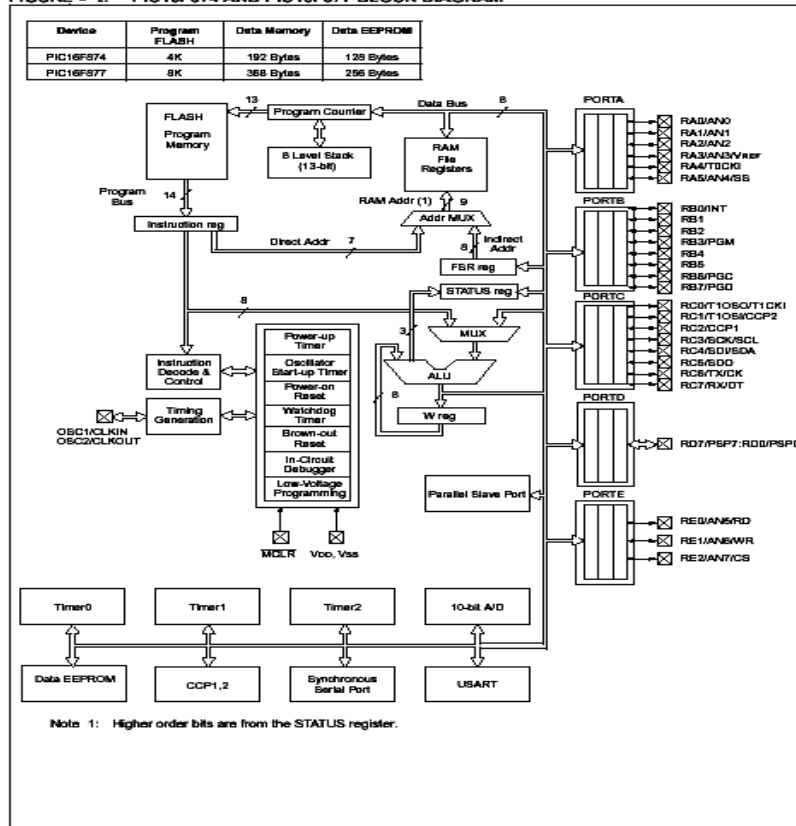 PIC16F874 AND PIC16F877 BLOCK DIAGRAM
Device Program FLASH Data Memory Data EEPROM
PIC16F874 4K 192 Bytes 128 Bytes
PIC16F877 8K 368 Bytes 256 Bytes
13
Program Counter
Data Bus
8
PORTA
FLASH
Program
Memory
8 Level Stack
(13-bit)
RAM
File
Registers
RA0/AN0
RA1/AN1
RA2/AN2
RA3/AN3/VREF
RA4/T0CKI
RA5/AN4/SS
Program
Bus
14
RAM Addr (1)
9
PORTB
Instruction reg
Addr MUX
Direct Addr
7
8
Indirect
Addr
FSR reg
RB0/INT
RB1
RB2
RB3/PGM
RB4
RB5
RB6/PGC
RB7/PGD
STATUS reg
8
3
MUX
PORTC
RC0/T1OSO/T1CKI
RC1/T1OSI/CCP2
RC2/CCP1
RC3/SCK/SCL
RC4/SDI/SDA
RC5/SDO
RC6/TX/CK
RC7/RX/DT
Power-up
Timer
Oscillator
Start-up Timer
Power-on
Reset
Watchdog
Timer
Brown-out
Reset
In-Circuit
Debugger
Low-Voltage
Programming
Instruction
Decode &
Control
ALU
8
W reg
Timing
Generation
OSC1/CLKIN
OSC2/CLKOUT
PORTD
RD7/PSP7:RD0/PSP0
Parallel Slave Port
PORTE
RE0/AN5/RD
RE1/AN6/WR
RE2/AN7/CS
MCLR
VDD, VSS
Timer0
Timer1
Timer2
10-bit A/D
Data EEPROM
CCP1,2
Synchronous
Serial Port
USART
Note 1: Higher order bits are from the STATUS register.